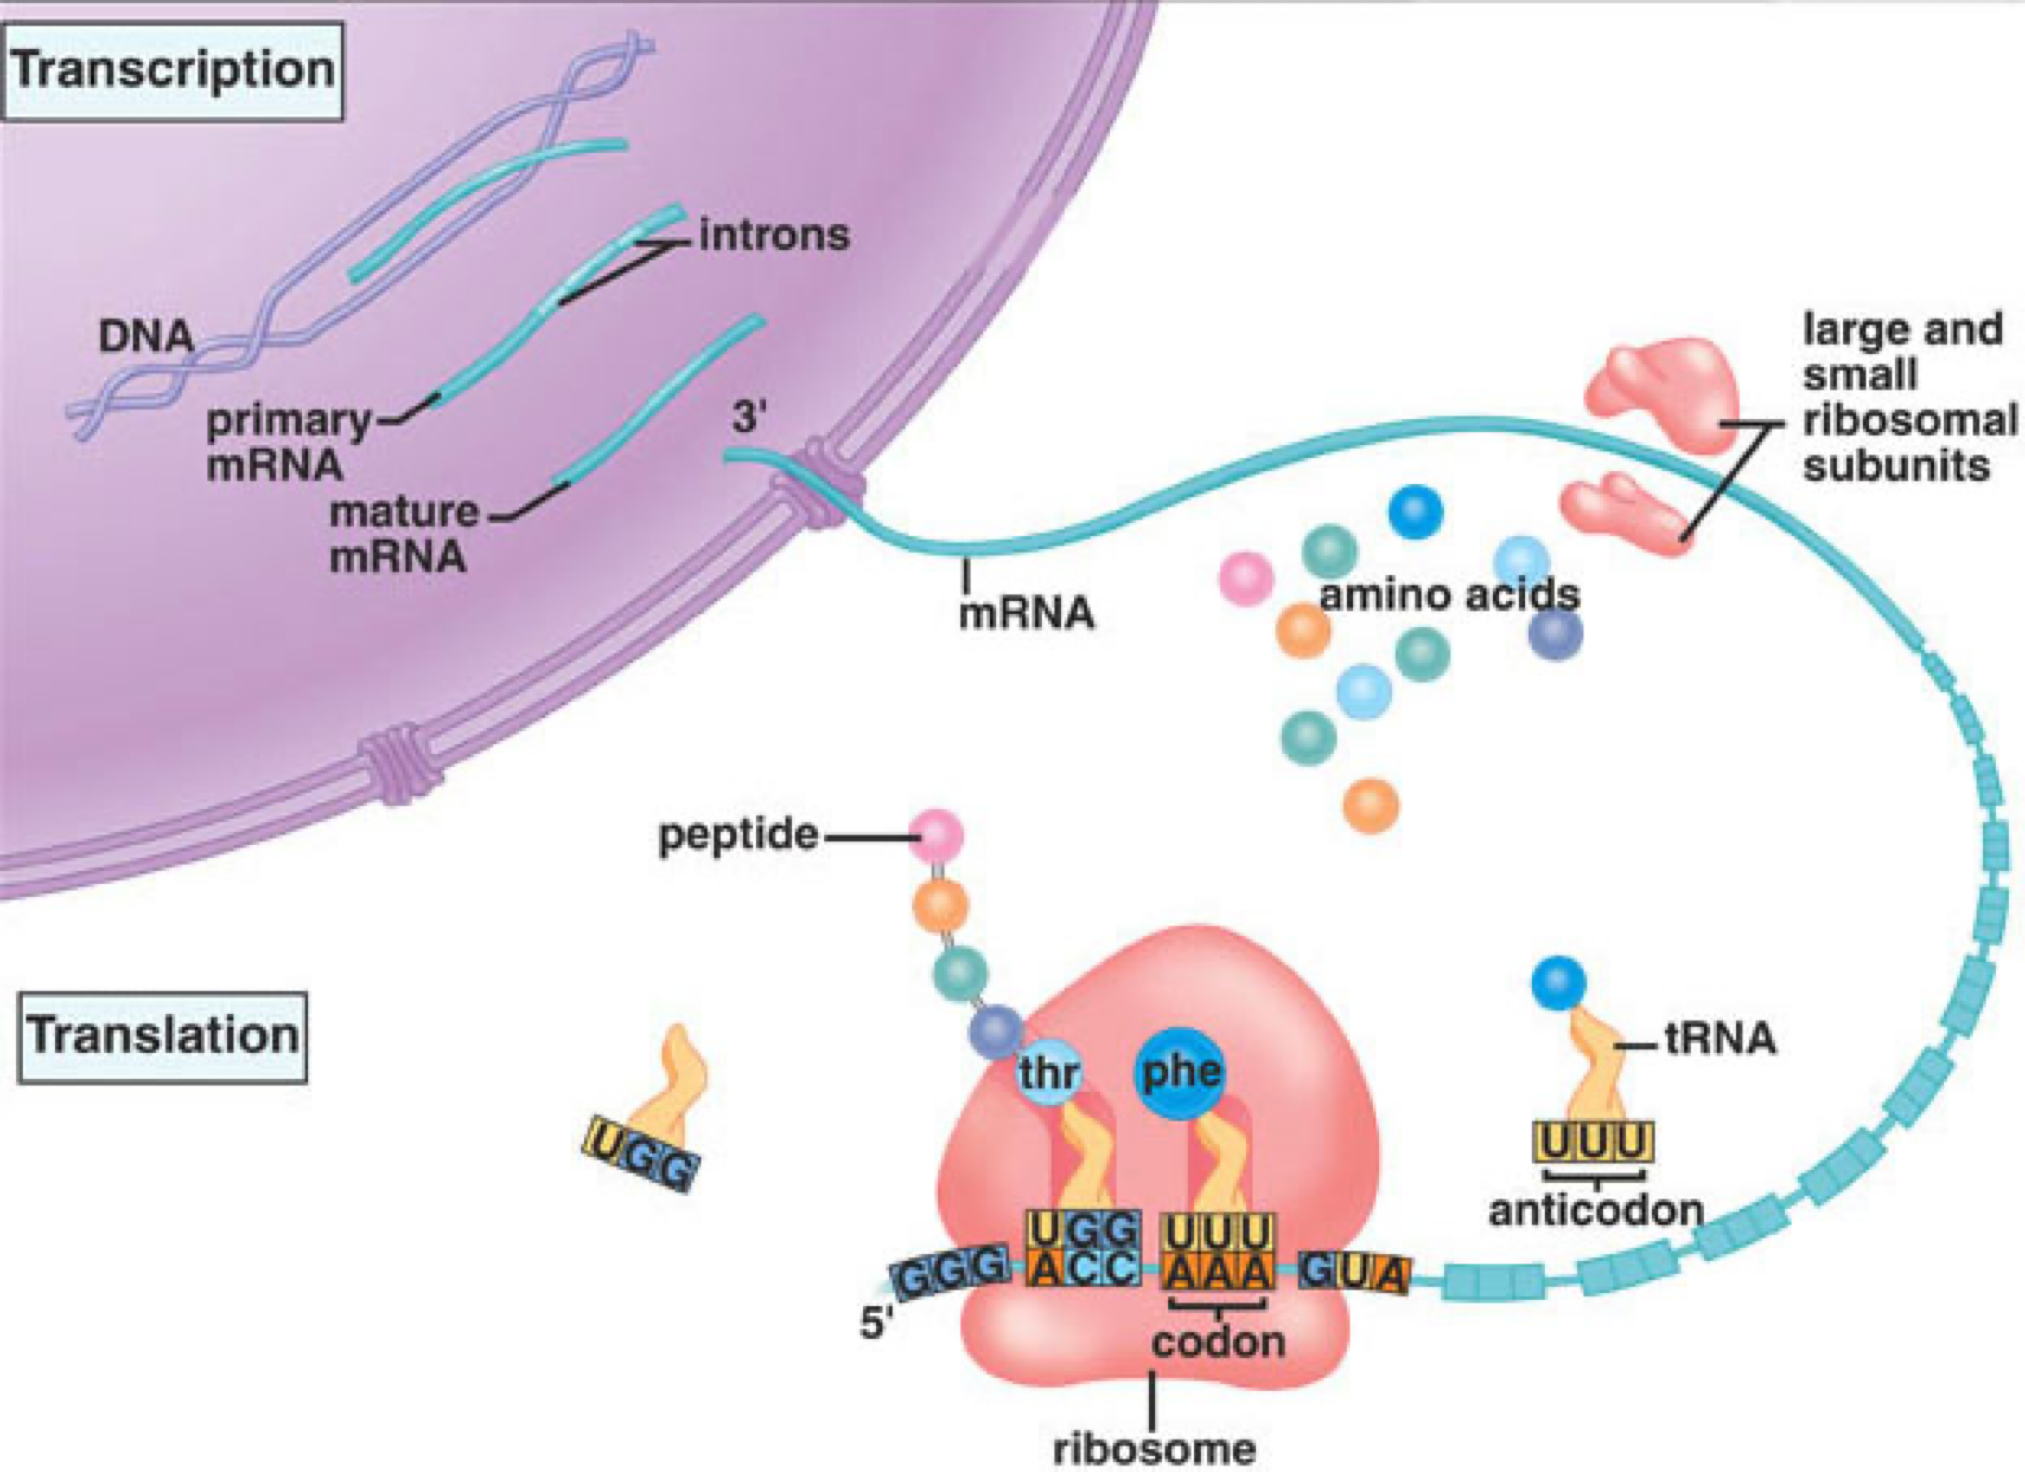 Transcription
introns
DNA
primary
mRNA
3'
mature
mRNA
large and
small
ribosomal
subunits
mRNA
amino acids
peptide
Translation
tRNA
thr
phe
UGG
UUU
anticodon
UGG
UUU
GGG
ACC
AAA
GUA
5'
codon
ribosome